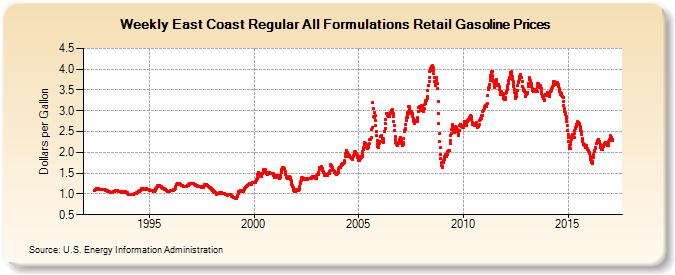 Weekly East Coast Regular All Formulations Retail Gasoline Prices
Dollars per Gallon
4.5
4.0
3.5
3.0
2.5
2.0
1.5
1.0
0.5
1995 2000 2005 2010 2015
Source: U.S. Energy Information Administration